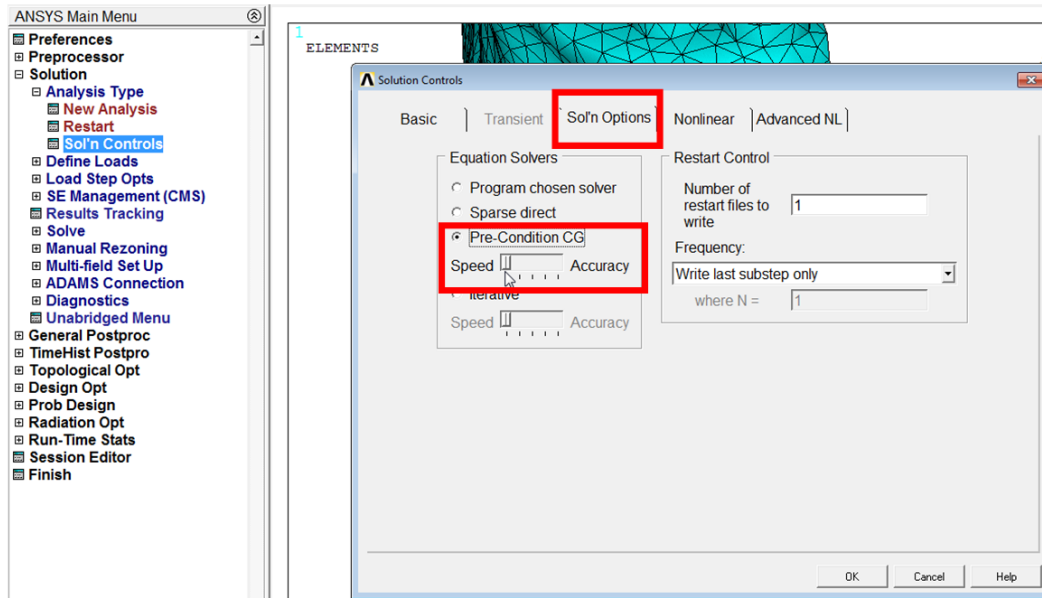 ANSYS Main Menu
Preferences
Preprocessor
Solution
Analysis Type
New Analysis
Restart
Sol'n Controls
Define Loads
Load Step Opts
SE Management (CMS)
Results Tracking
Solve
Manual Rezoning
Multi-field Set Up
ADAMS Connection
Diagnostics
Unabridged Menu
General Postproc
TimeHist Postpro
Topological Opt
Design Opt
Prob Design
Radiation Opt
Run-Time Stats
Session Editor
Finish
1
ELEMENTS
Solution Controls
Basic Transient Sol'n Options Nonlinear Advanced NL
Equation Solvers
Program chosen solver
Sparse direct
Pre-Condition CG
Speed Accuracy
Iterative
Speed Accuracy
Restart Control
Number of
restart files to 1
write
Frequency:
Write last substep only
where N = 1
OK Cancel Help